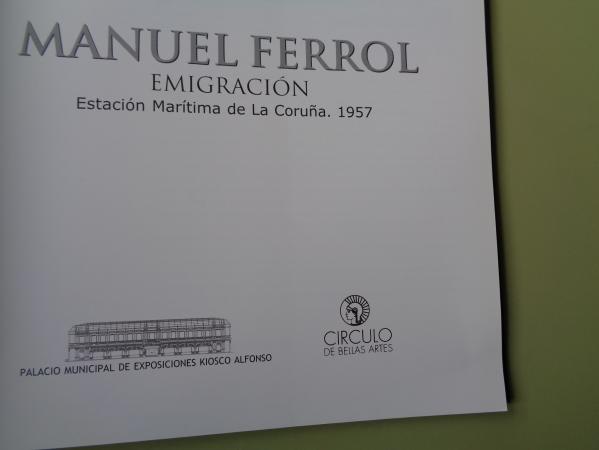 MANUEL FERROL
EMIGRACIÓN
Estación Marítima de La Coruña. 1957
PALACIO MUNICIPAL DE EXPOSICIONES KIOSCO ALFONSO
CIRCULO
DE BELLAS ARTES